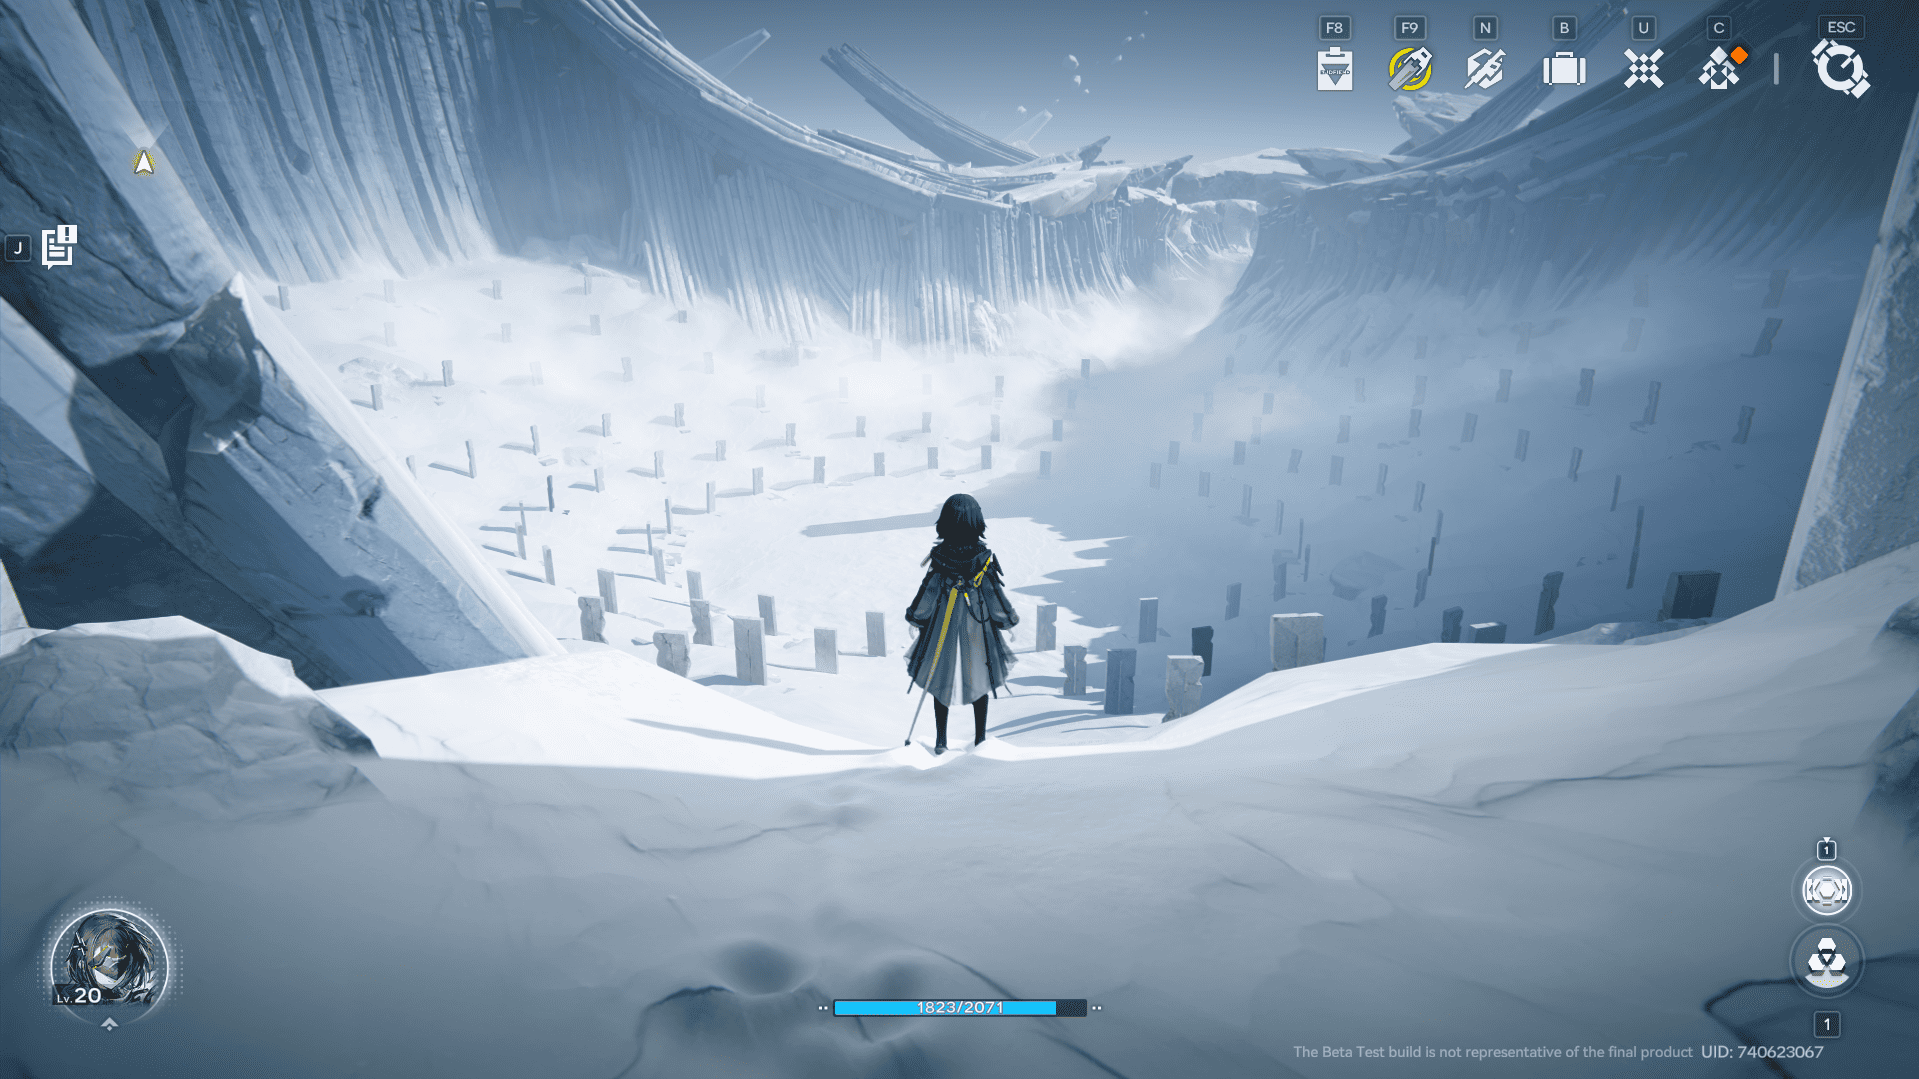 F8
F9
N
B
U
C
ESC
J
1
Lv.20
1823/2071
1
The Beta Test build is not representative of the final product UID: 740623067